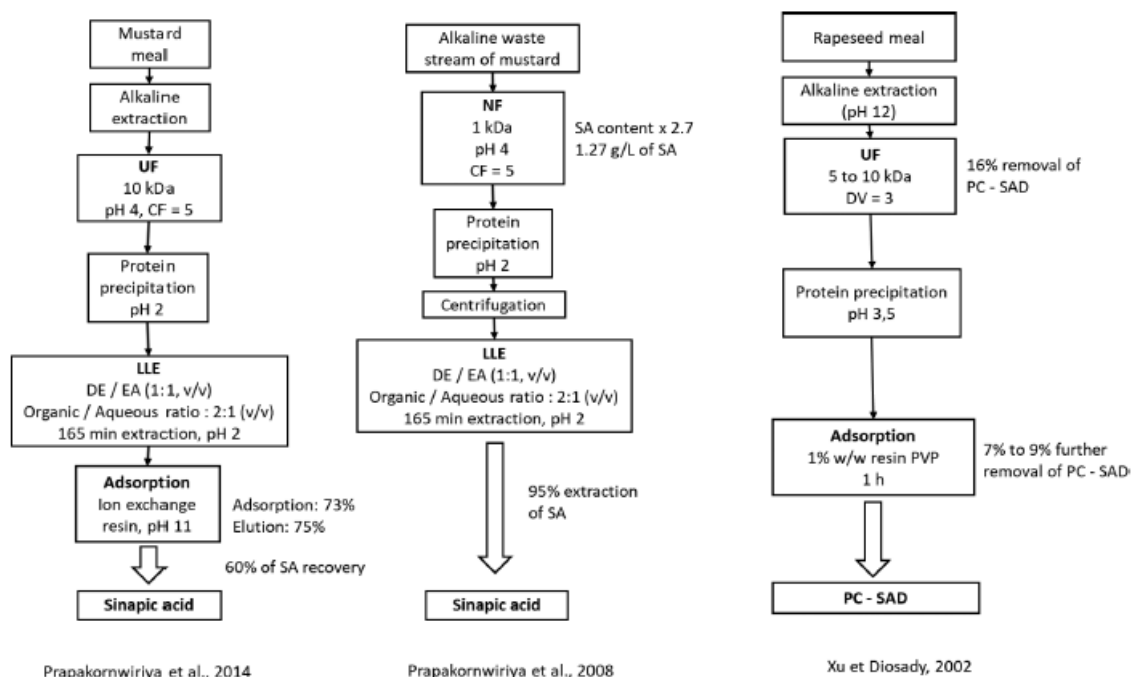 Mustard
meal
Alkaline
extraction
UF
10 kDa
pH 4, CF = 5
Protein
precipitation
pH 2
LLE
DE / EA (1:1, v/v)
Organic / Aqueous ratio : 2:1 (v/v)
165 min extraction, pH 2
Adsorption
Ion exchange
resin, pH 11
Adsorption: 73%
Elution: 75%
60% of SA recovery
Sinapic acid
Prapakornwiriya et al., 2014
Alkaline waste
stream of mustard
NF
1 kDa
pH 4
CF = 5
SA content x 2.7
1.27 g/L of SA
Protein
precipitation
pH 2
Centrifugation
LLE
DE / EA (1:1, v/v)
Organic / Aqueous ratio : 2:1 (v/v)
165 min extraction, pH 2
95% extraction
of SA
Sinapic acid
Prapakornwiriya et al., 2008
Rapeseed meal
Alkaline extraction
(pH 12)
UF
5 to 10 kDa
DV = 3
16% removal of
PC - SAD
Protein precipitation
pH 3,5
Adsorption
1% w/w resin PVP
1 h
7% to 9% further
removal of PC - SAD
PC - SAD
Xu et Diosady, 2002